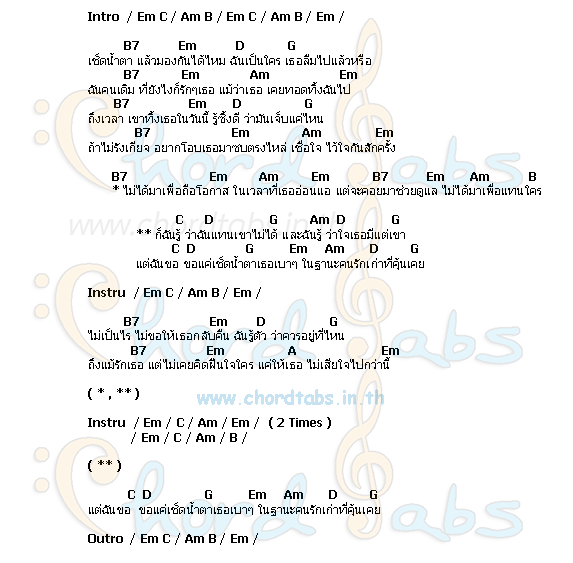 Intro / Em C / Am B / Em C / Am B / Em /
B7 Em D G
เช็ดน้ำตา แล้วมองกันได้ไหม ฉันเป็นใคร เธอลืมไปแล้วหรือ
B7 Em Am Em
ฉันคนเดิม ที่ยังไงก็รักๆเธอ แม้ว่าเธอ เคยทอดทิ้งฉันไป
B7 Em D G
ถึงเวลา เขาทิ้งเธอในวันนี้ รู้ซึ้งดี ว่ามันเจ็บแค่ไหน
B7 Em Am Em
ถ้าไม่รังเกียจ อยากโอบเธอมาซบตรงไหล่ เชื่อใจ ไว้ใจกันสักครั้ง
B7 Em Am Em B7 Em Am B
* ไม่ได้มาเพื่อถือโอกาส ในเวลาที่เธออ่อนแอ แต่จะคอยมาช่วยดูแล ไม่ได้มาเพื่อแทนใคร
C D G Am D G
** ก็ฉันรู้ ว่าฉันแทนเขาไม่ได้ และฉันรู้ ว่าใจเธอมีแต่เขา
C D G Em Am D G
แต่ฉันขอ ขอแค่เช็ดน้ำตาเธอเบาๆ ในฐานะคนรักเก่าที่คุ้นเคย
Instru / Em C / Am B / Em /
B7 Em D G
ไม่เป็นไร ไม่ขอให้เธอกลับคืน ฉันรู้ตัว ว่าควรอยู่ที่ไหน
B7 Em A Em
ถึงแม้รักเธอ แต่ไม่เคยคิดฝืนใจใคร แค่ให้เธอ ไม่เสียใจไปกว่านี้
( * , ** )
www.chordtabs.in.th
Instru / Em / C / Am / Em / ( 2 Times )
/ Em / C / Am / B /
( ** )
C D G Em Am D G
แต่ฉันขอ ขอแค่เช็ดน้ำตาเธอเบาๆ ในฐานะคนรักเก่าที่คุ้นเคย
Outro / Em C / Am B / Em /